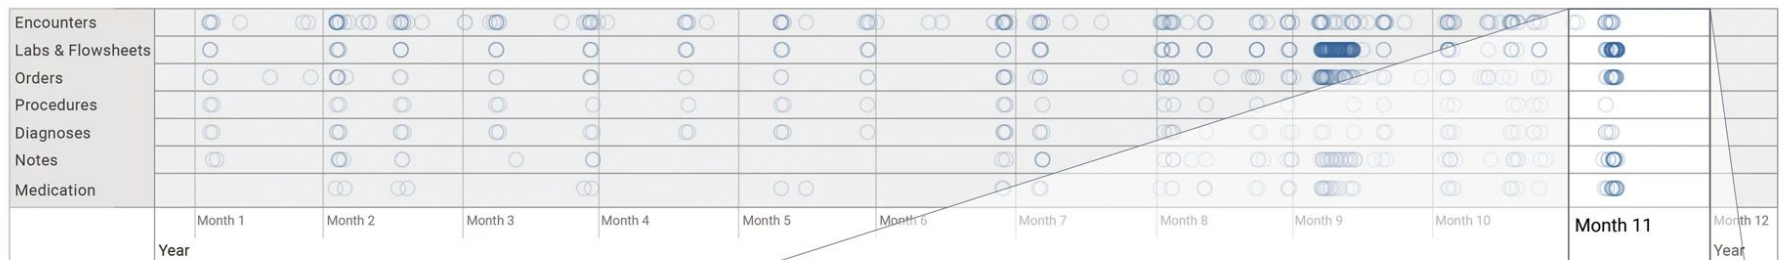 Encounters
Labs & Flowsheets
Orders
Procedures
Diagnoses
Notes
Medication
Month 1 Month 2 Month 3 Month 4 Month 5 Month 6 Month 7 Month 8 Month 9 Month 10 Month 11 Month 12
Year Year